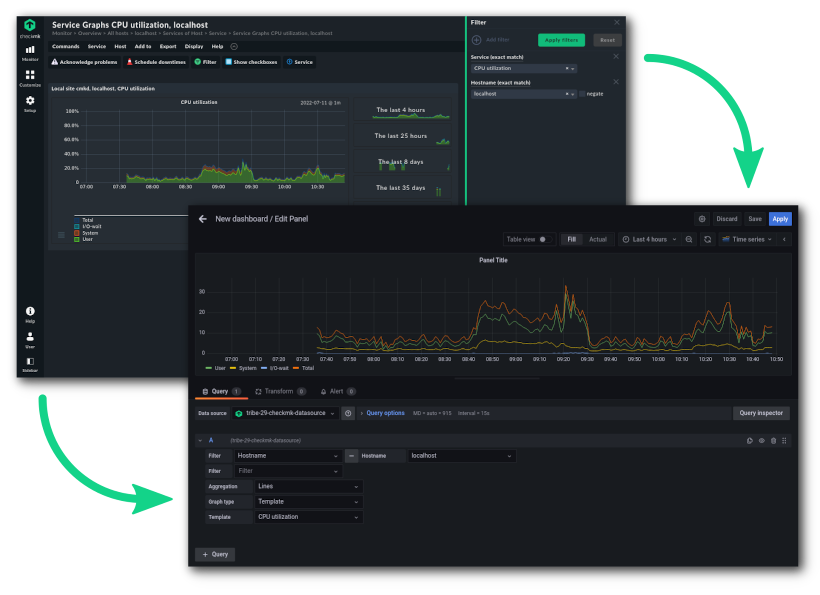 Service Graphs CPU utilization, localhost
Monitor > Overview > All hosts > localhost > Services of Host > Service > Service Graphs CPU utilization, localhost
Commands Service Host Add to Export Display Help
Acknowledge problems Schedule downtimes Filter Show checkboxes Service
checkmk
Monitor
Customize
Setup
Local site cmkd, localhost, CPU utilization
CPU utilization 2022-07-11 @ 1m
100%
80.0%
60.0%
40.0%
20.0%
0
07:00 07:30 08:00 08:30 09:00 09:30 10:00 10:30
Total
I/O-wait
System
User
The last 4 hours
The last 25 hours
The last 8 days
The last 35 days
Help
User
Sidebar
Filter
Add filter Apply filters Reset
Service (exact match)
CPU utilization
Hostname (exact match)
localhost negate
New dashboard / Edit Panel Discard Save Apply
Table view Fill Actual Last 4 hours Time series
Panel Title
30
20
10
0
07:00 07:10 07:20 07:30 07:40 07:50 08:00 08:10 08:20 08:30 08:40 08:50 09:00 09:10 09:20 09:30 09:40 09:50 10:00 10:10 10:20 10:30 10:40 10:50
User System I/O-wait Total
Query 1 Transform 0 Alert 0
Data source tribe-29-checkmk-datasource Query options MD = auto = 915 Interval = 15s Query inspector
A (tribe-29-checkmk-datasource)
Filter Hostname Hostname localhost
Filter Filter
Aggregation Lines
Graph type Template
Template CPU utilization
+ Query